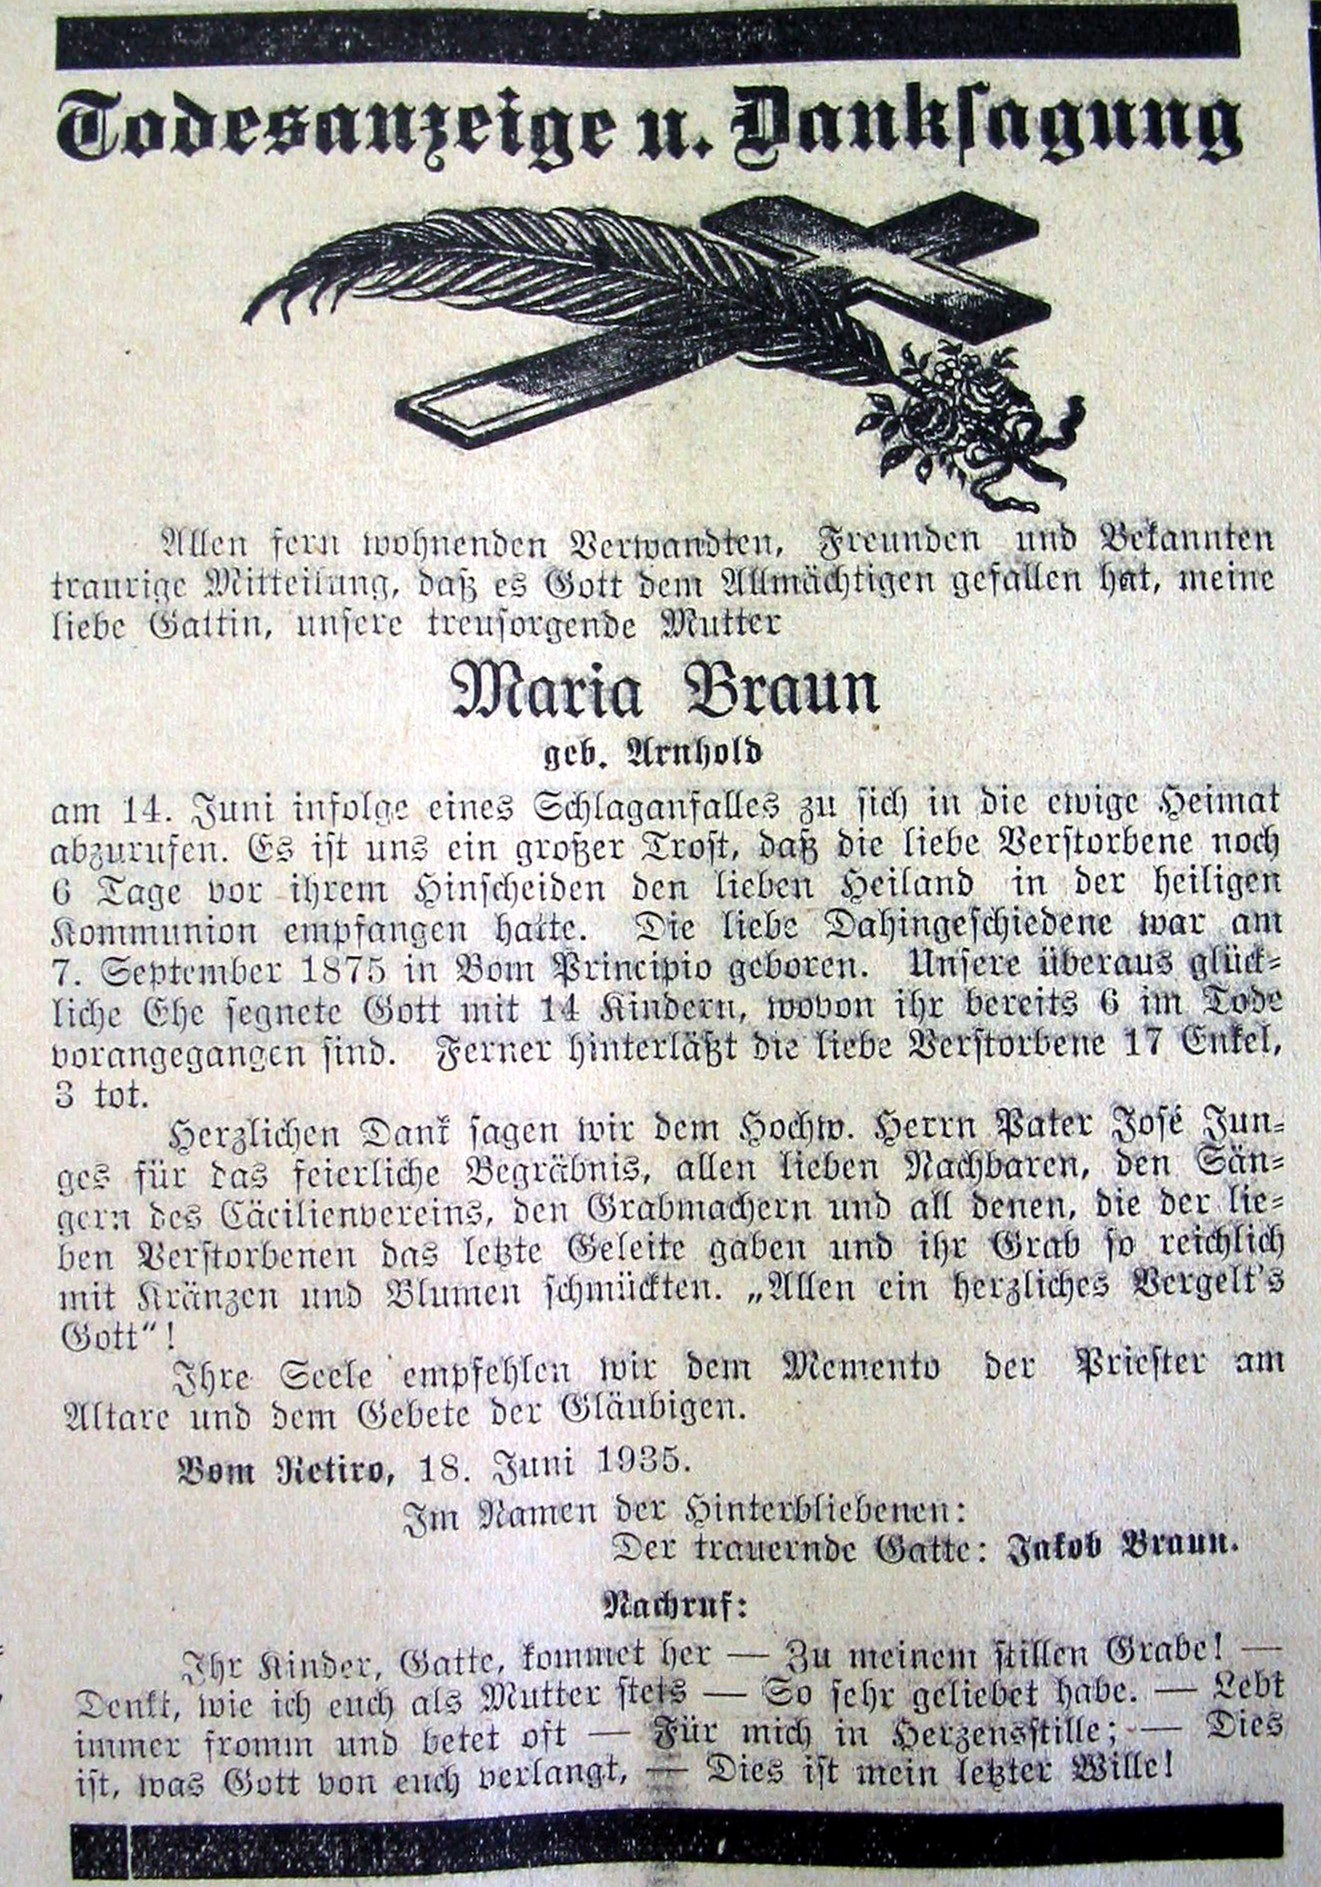 Todesanzeige u. Danksagung
Allen fern wohnenden Verwandten, Freunden und Bekannten
traurige Mitteilung, daß es Gott dem Allmächtigen gefallen hat, meine
liebe Gattin, unsere treusorgende Mutter
Maria Braun
geb. Arnhold
am 14. Juni infolge eines Schlaganfalles zu sich in die ewige Heimat
abzurufen. Es ist uns ein großer Trost, daß die liebe Verstorbene noch
6 Tage vor ihrem Hinscheiden den lieben Heiland in der heiligen
Kommunion empfangen hatte. Die liebe Dahingeschiedene war am
7. September 1875 in Bom Principio geboren. Unsere überaus glück-
liche Ehe segnete Gott mit 14 Kindern, wovon ihr bereits 6 im Tode
vorangegangen sind. Ferner hinterläßt die liebe Verstorbene 17 Enkel,
3 tot.
Herzlichen Dank sagen wir dem Hochw. Herrn Pater José Jun-
ges für das feierliche Begräbnis, allen lieben Nachbaren, den Sän-
gern des Cäcilienvereins, den Grabmachern und all denen, die der lie-
ben Verstorbenen das letzte Geleite gaben und ihr Grab so reichlich
mit Kränzen und Blumen schmückten. „Allen ein herzliches Vergelt's
Gott“!
Ihre Seele empfehlen wir dem Memento der Priester am
Altare und dem Gebete der Gläubigen.
Bom Retiro, 18. Juni 1935.
Im Namen der Hinterbliebenen:
Der trauernde Gatte: Jakob Braun.
Nachruf:
Ihr Kinder, Gatte, kommet her — Zu meinem stillen Grabe! —
Denkt, wie ich euch als Mutter stets — So sehr geliebet habe. — Lebt
immer fromm und betet oft — Für mich in Herzensstille; — Dies
ist, was Gott von euch verlangt, — Dies ist mein letzter Wille!